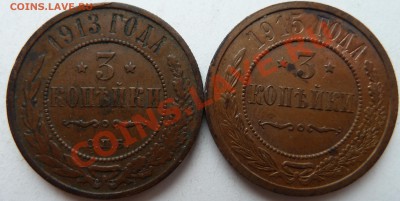 COINS.LAVE.RU
1913 ГОДА
3
КОПѢЙКИ
С.П.Б.
1915 ГОДА
3
КОПѢЙКИ
COINS.LAVE.RU